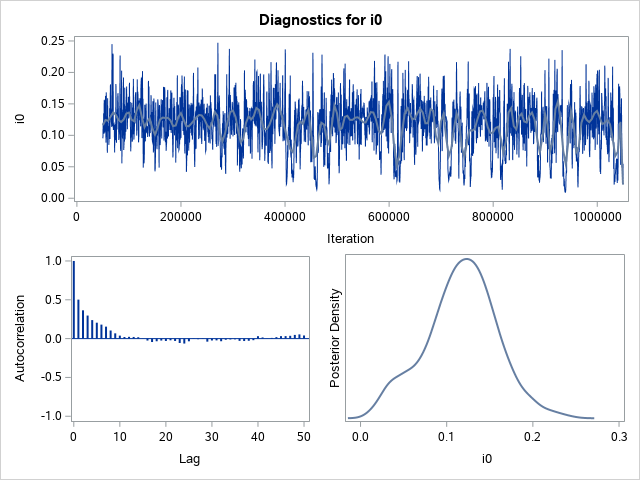 Diagnostics for i0
0.25
0.20
0.15
0.10
0.05
0.00
i0
0 200000 400000 600000 800000 1000000
Iteration
1.0
0.5
0.0
-0.5
-1.0
Autocorrelation
0 10 20 30 40 50
Lag
Posterior Density
0.0 0.1 0.2 0.3
i0